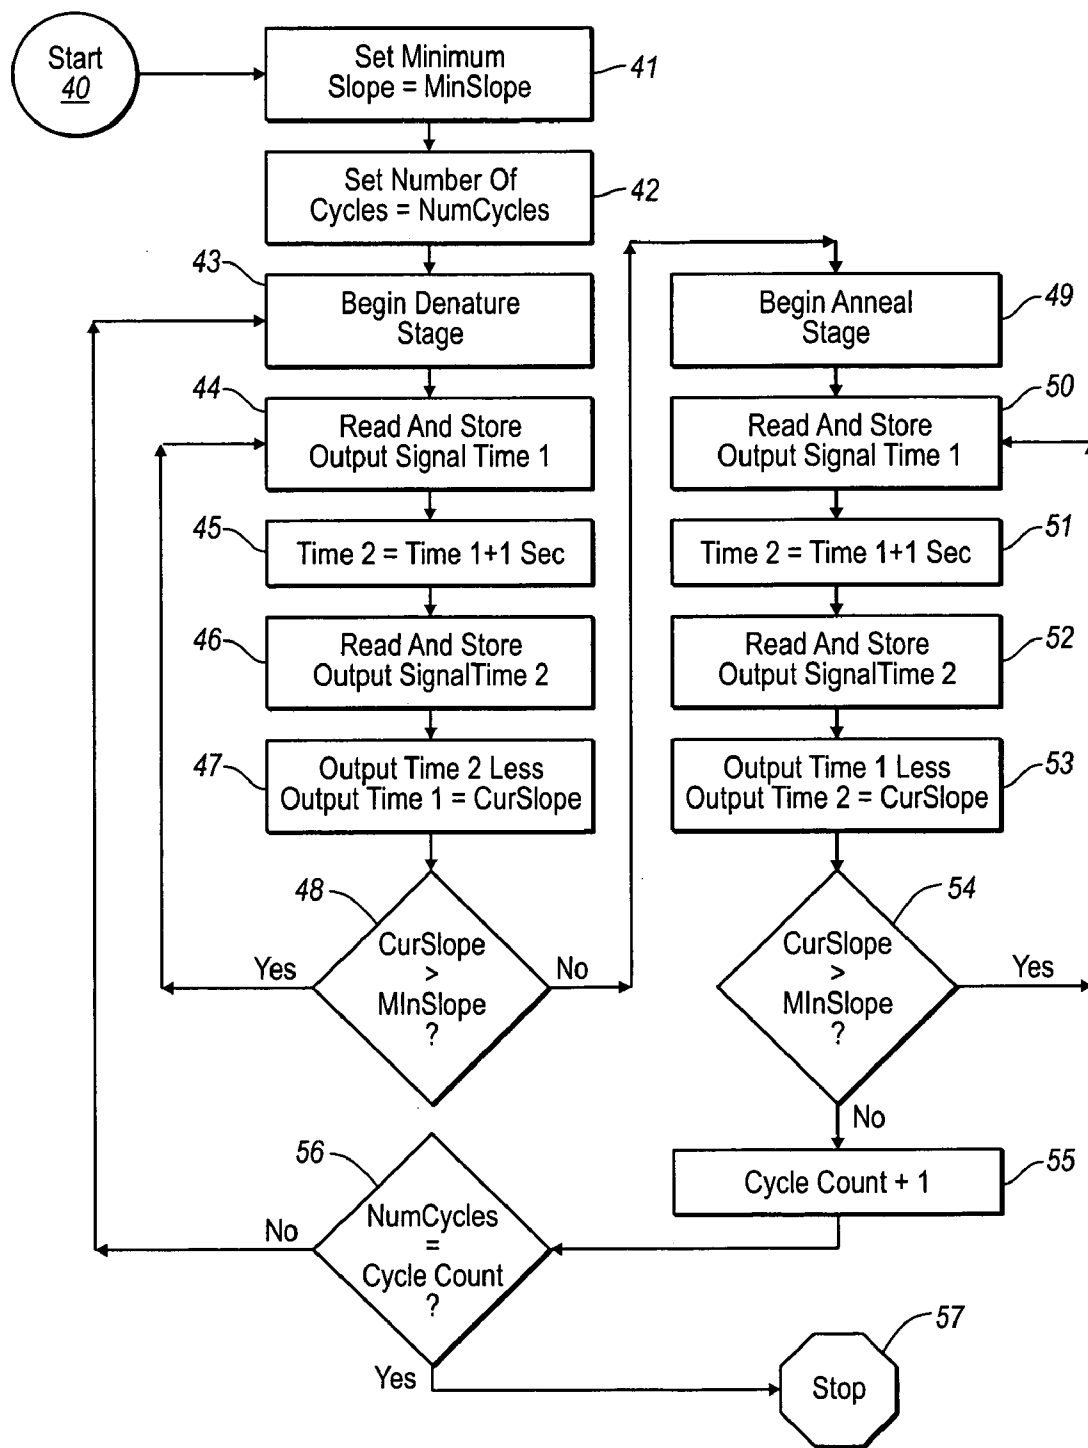 Start
40
Set Minimum
Slope = MinSlope
41
Set Number Of
Cycles = NumCycles
42
43
Begin Denature
Stage
44
Read And Store
Output Signal Time 1
45
Time 2 = Time 1+1 Sec
46
Read And Store
Output SignalTime 2
47
Output Time 2 Less
Output Time 1 = CurSlope
48
CurSlope
>
MInSlope
?
Yes
No
Begin Anneal
Stage
49
Read And Store
Output Signal Time 1
50
Time 2 = Time 1+1 Sec
51
Read And Store
Output SignalTime 2
52
Output Time 1 Less
Output Time 2 = CurSlope
53
54
CurSlope
>
MInSlope
?
Yes
No
Cycle Count + 1
55
56
NumCycles
=
Cycle Count
?
No
Yes
57
Stop